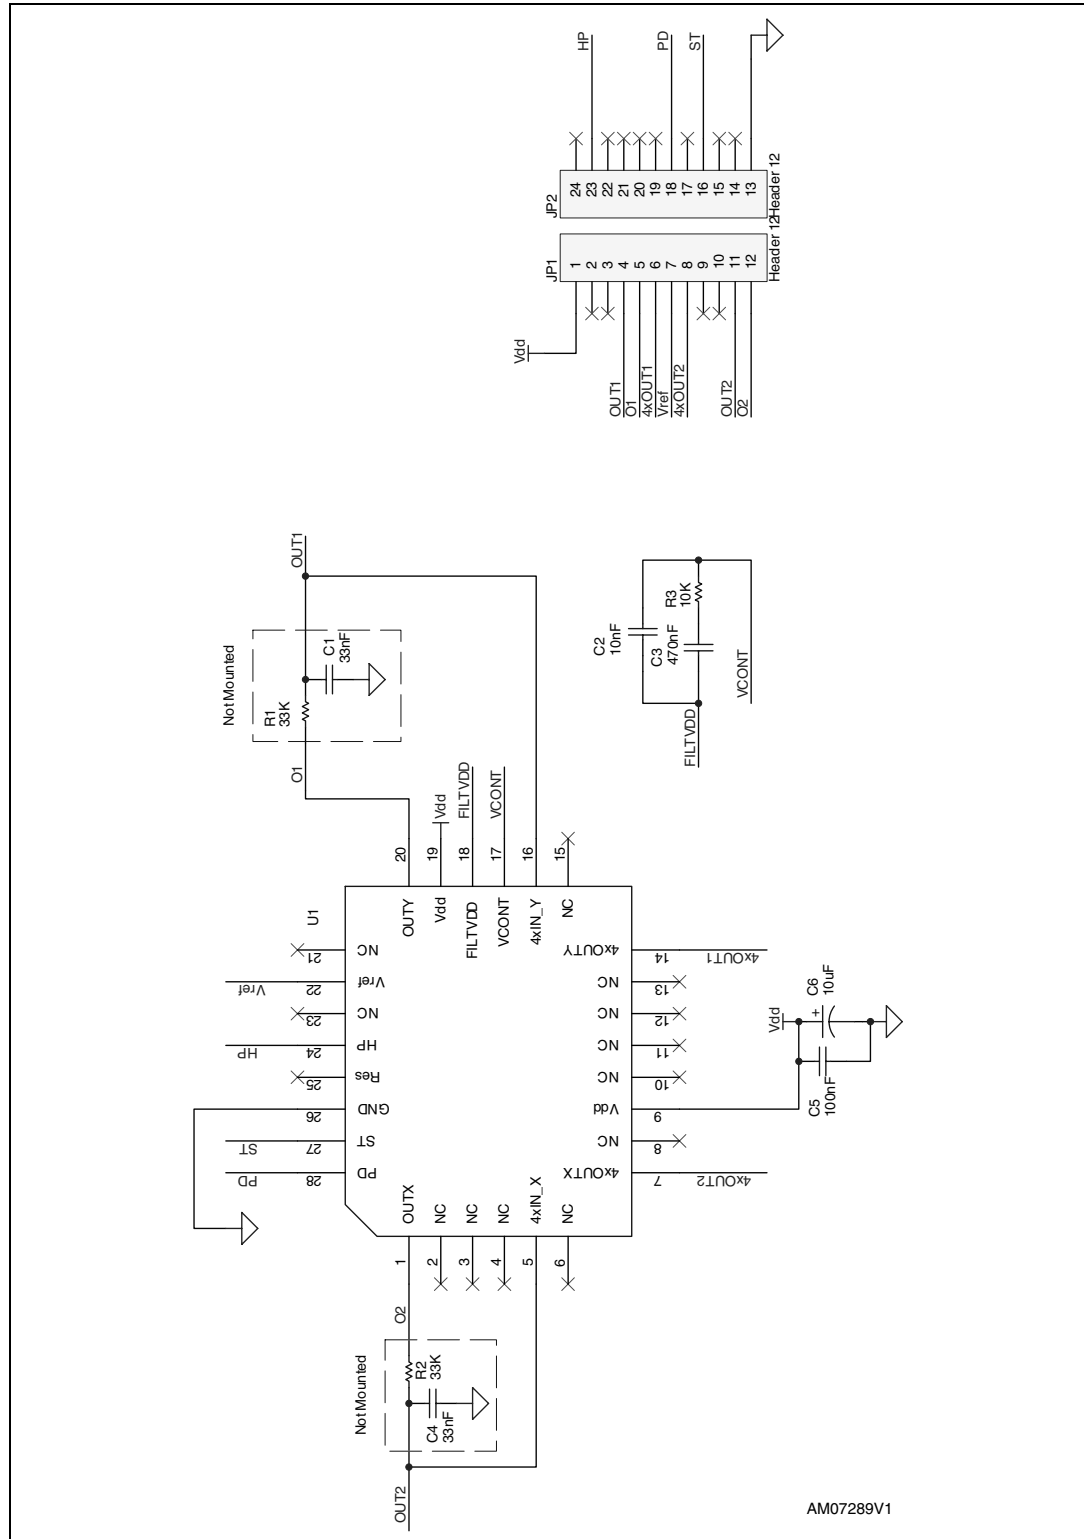 HP
PD
ST
JP2
24
23
22
21
20
19
18
17
16
15
14
13
Header 12
JP1
1
2
3
4
5
6
7
8
9
10
11
12
Header 12
Vdd
OUT1
O1
4xOUT1
Vref
4xOUT2
OUT2
O2
OUT1
Not Mounted
R1
33K
C1
33nF
O1
C2
10nF
C3
470nF
R3
10K
FILTVDD
VCONT
U1
20
19
18
17
16
15
Vdd
FILTVDD
VCONT
OUTY
Vdd
FILTVDD
VCONT
4xIN_Y
NC
Vref
HP
ST
PD
21
22
23
24
25
26
27
28
NC
Vref
NC
HP
Res
GND
ST
PD
4xOUTY
NC
NC
NC
NC
Vdd
NC
4xOUTX
14
13
12
11
10
9
8
7
4xOUT1
4xOUT2
Vdd
C6
10uF
+
C5
100nF
OUTX
NC
NC
NC
4xIN_X
NC
1
2
3
4
5
6
O2
Not Mounted
R2
33K
C4
33nF
OUT2
AM07289V1